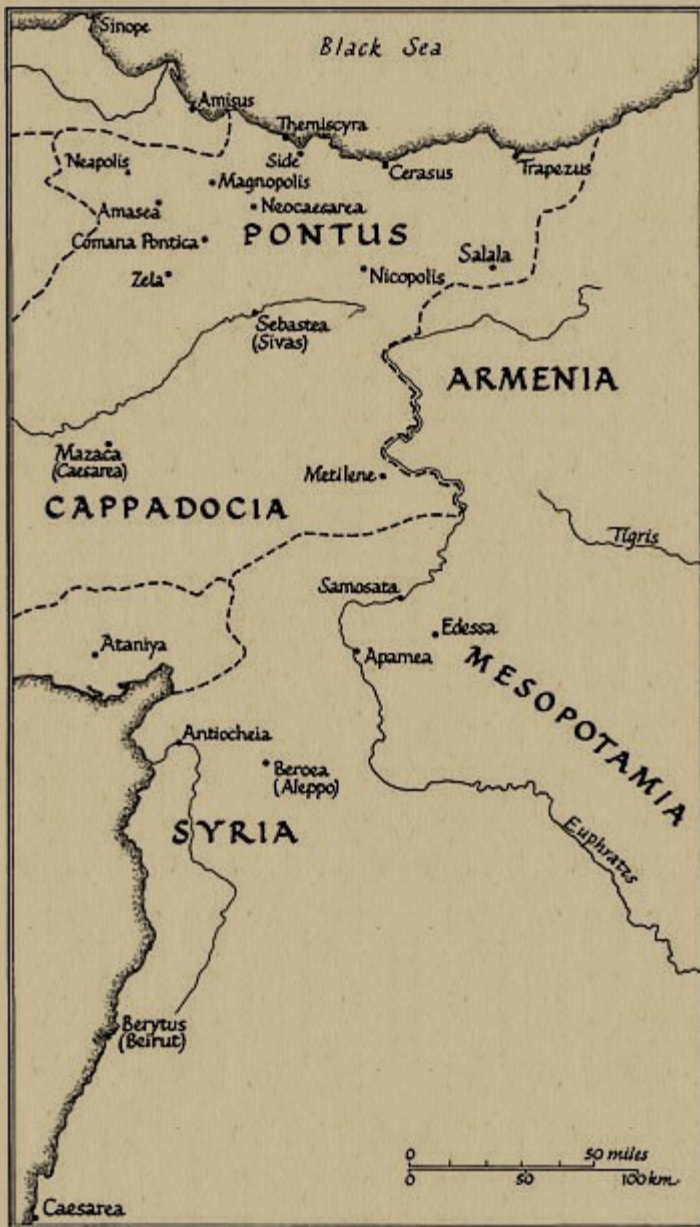 Sinope
Black Sea
Amisus
Themiscyra
Side
Cerasus
Trapezus
Neapolis
Magnopolis
Amasea
Neocaesarea
Comana Pontica
PONTUS
Salala
Zela
Nicopolis
Sebastea
(Sivas)
ARMENIA
Mazaca
(Caesarea)
Metilene
CAPPADOCIA
Tigris
Samosata
Edessa
Ataniya
Apamea
MESOPOTAMIA
Antiocheia
Beroea
(Aleppo)
SYRIA
Euphrates
Berytus
(Beirut)
0 50 miles
0 50 100 km.
Caesarea